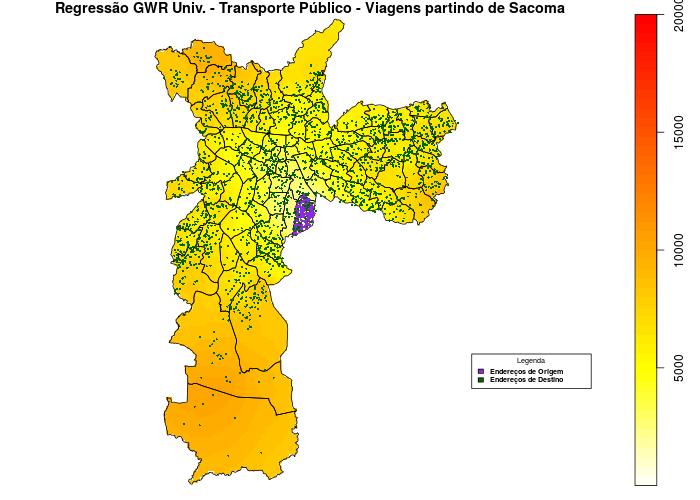 Regressão GWR Univ. - Transporte Público - Viagens partindo de Sacoma
20000
15000
10000
5000
Legenda
Endereços de Origem
Endereços de Destino